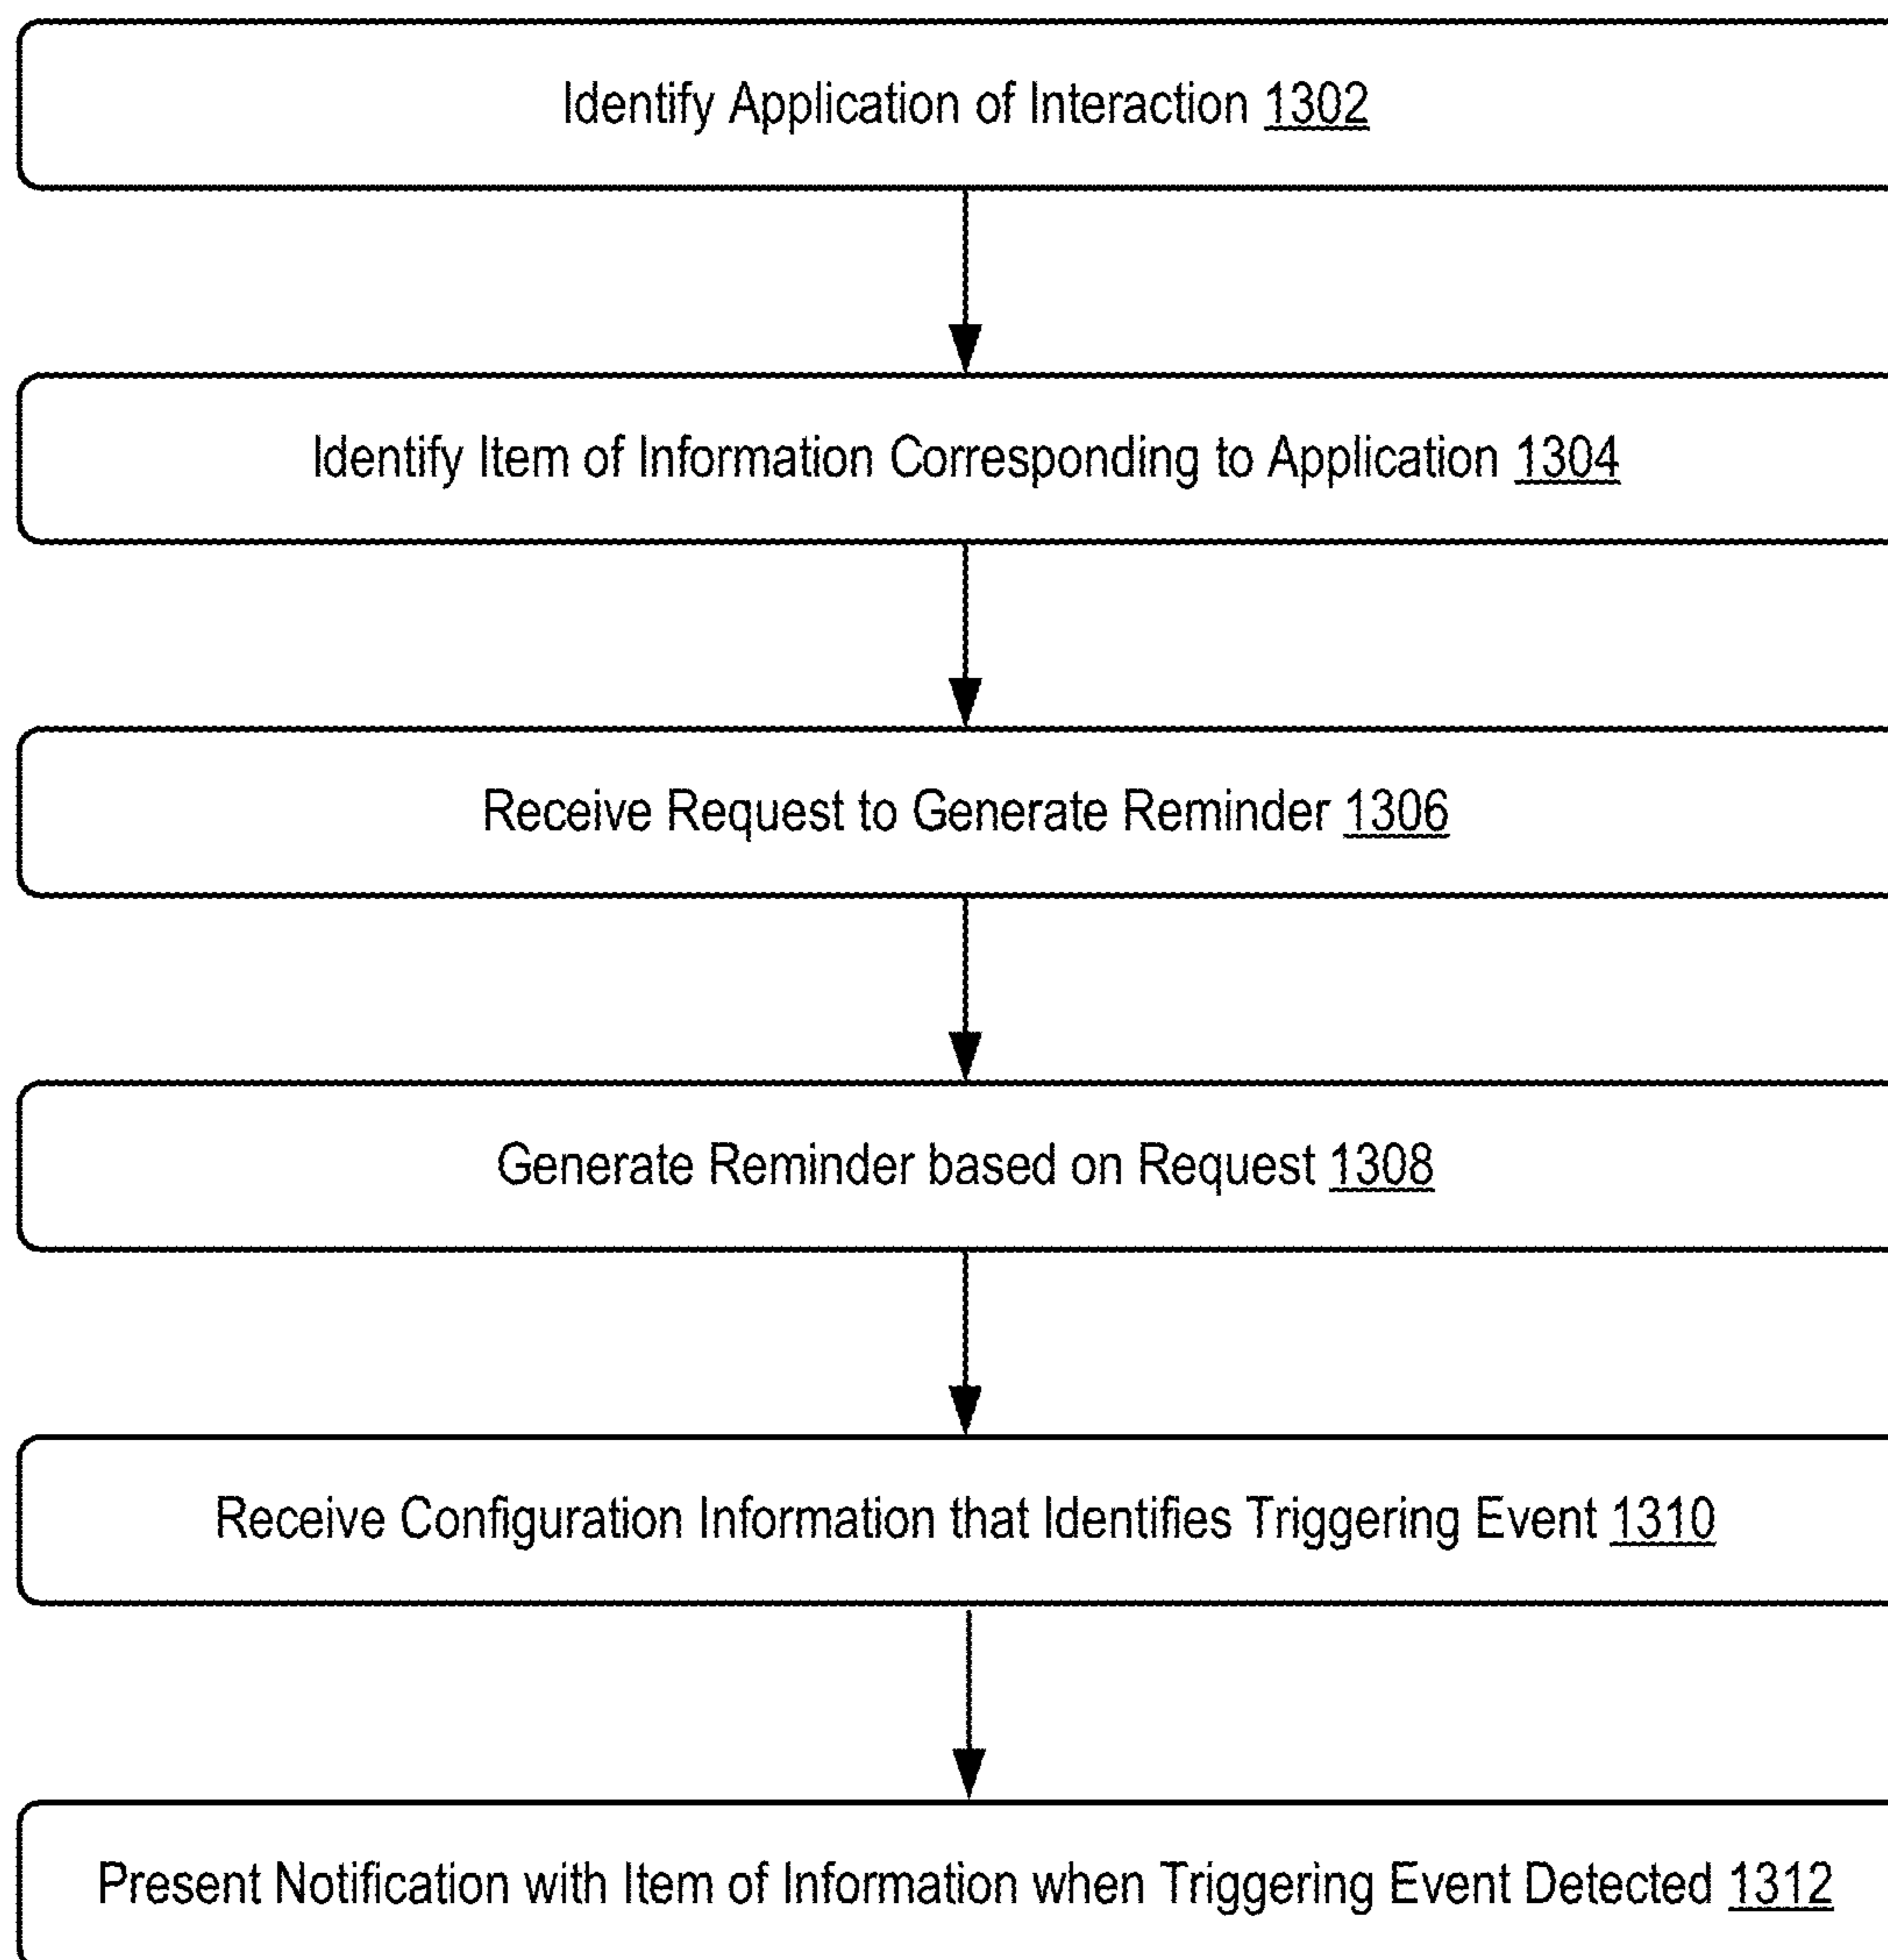 Identify Application of Interaction 1302
Identify Item of Information Corresponding to Application 1304
Receive Request to Generate Reminder 1306
Generate Reminder based on Request 1308
Receive Configuration Information that Identifies Triggering Event 1310
Present Notification with Item of Information when Triggering Event Detected 1312